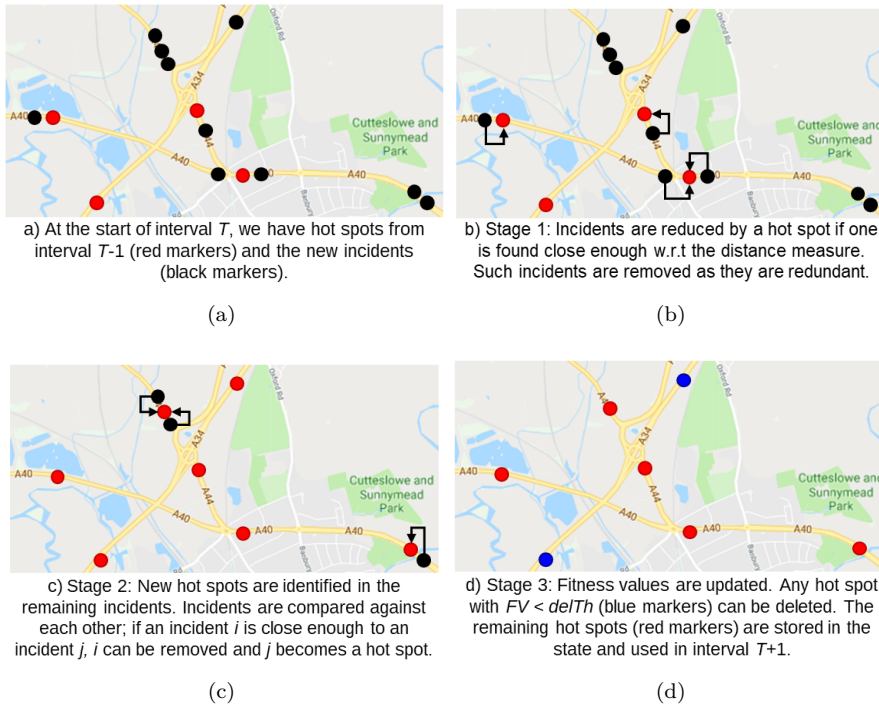 Oxford Rd
A34
A40
A44
A40
A40
Banbury
Cutteslowe and
Sunnymead
Park
a) At the start of interval T, we have hot spots from
interval T-1 (red markers) and the new incidents
(black markers).
(a)
Oxford Rd
A34
A40
A40
A40
Banbury
Cutteslowe and
Sunnymead
Park
b) Stage 1: Incidents are reduced by a hot spot if one
is found close enough w.r.t the distance measure.
Such incidents are removed as they are redundant.
(b)
Oxford Rd
A34
A40
A44
A40
A40
A40
Banbury
Cutteslowe and
Sunnymead
Park
c) Stage 2: New hot spots are identified in the
remaining incidents. Incidents are compared against
each other; if an incident i is close enough to an
incident j, i can be removed and j becomes a hot spot.
(c)
Oxford Rd
A44
A34
A40
A44
A40
A40
A40
Banbury
Cutteslowe and
Sunnymead
Park
d) Stage 3: Fitness values are updated. Any hot spot
with FV < delTh (blue markers) can be deleted. The
remaining hot spots (red markers) are stored in the
state and used in interval T+1.
(d)